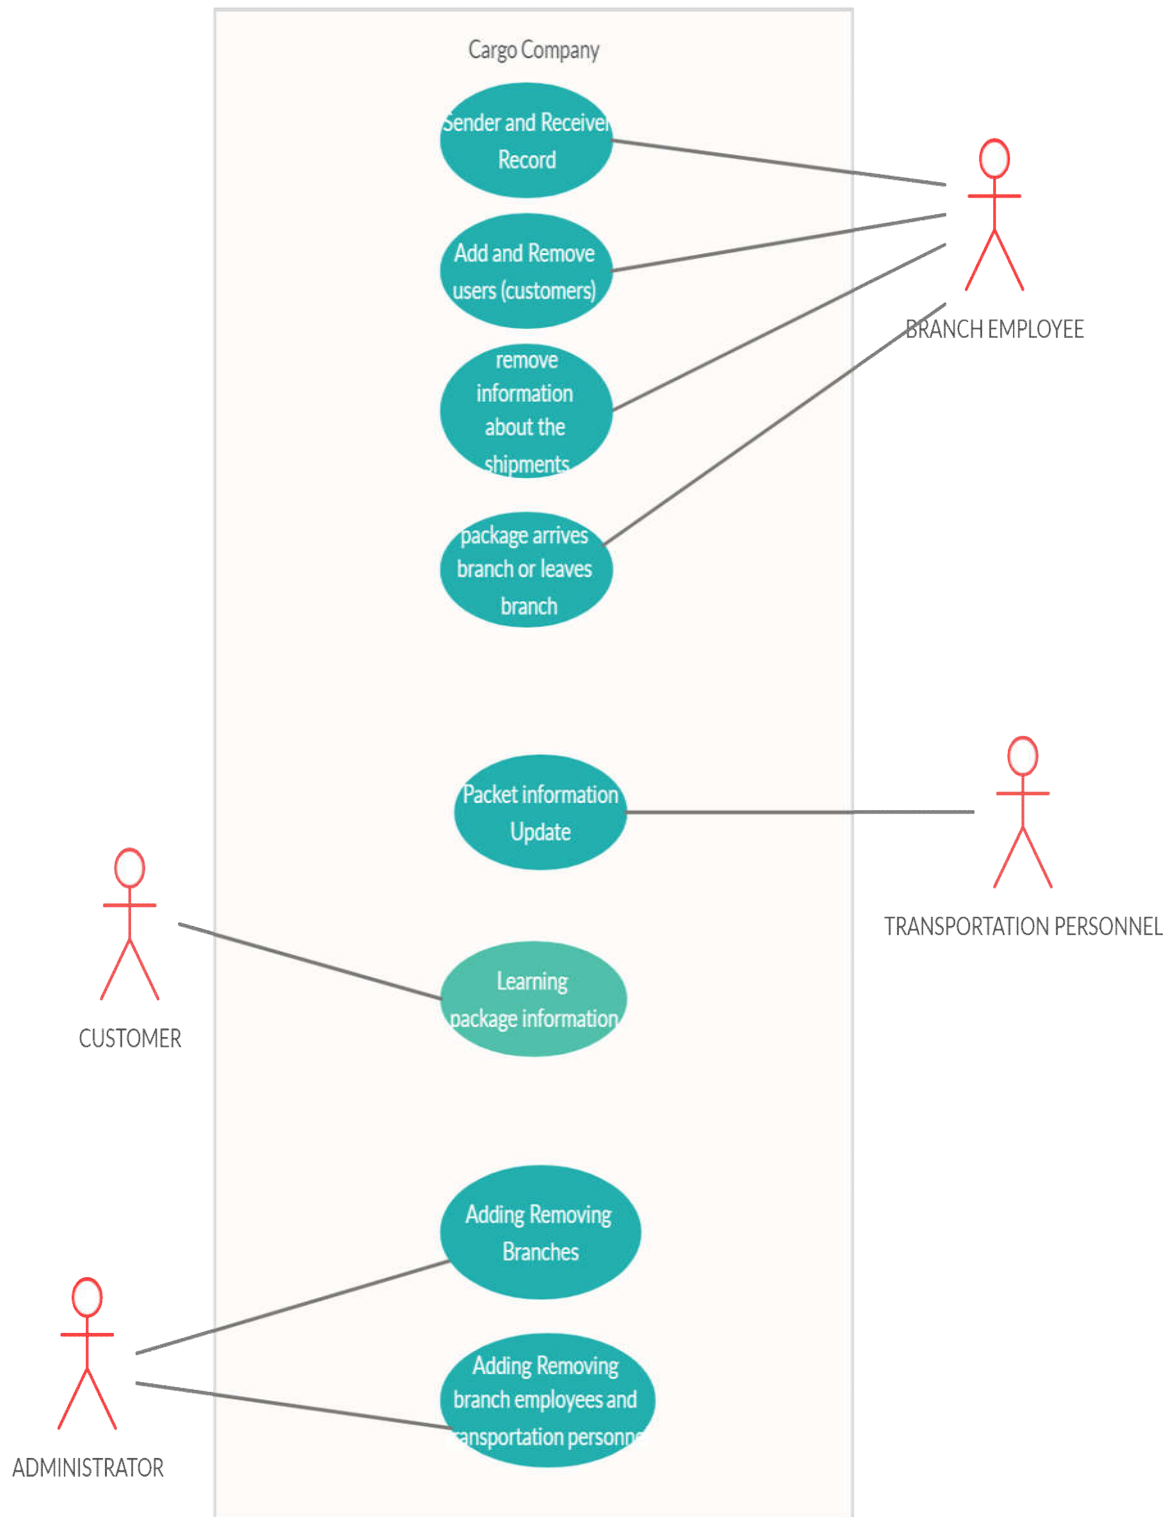 Cargo Company
Sender and Receiver
Record
Add and Remove
users (customers)
remove
information
about the
shipments
package arrives
branch or leaves
branch
BRANCH EMPLOYEE
Packet information
Update
TRANSPORTATION PERSONNEL
Learning
package information
CUSTOMER
Adding Removing
Branches
Adding Removing
branch employees and
transportation personnel
ADMINISTRATOR